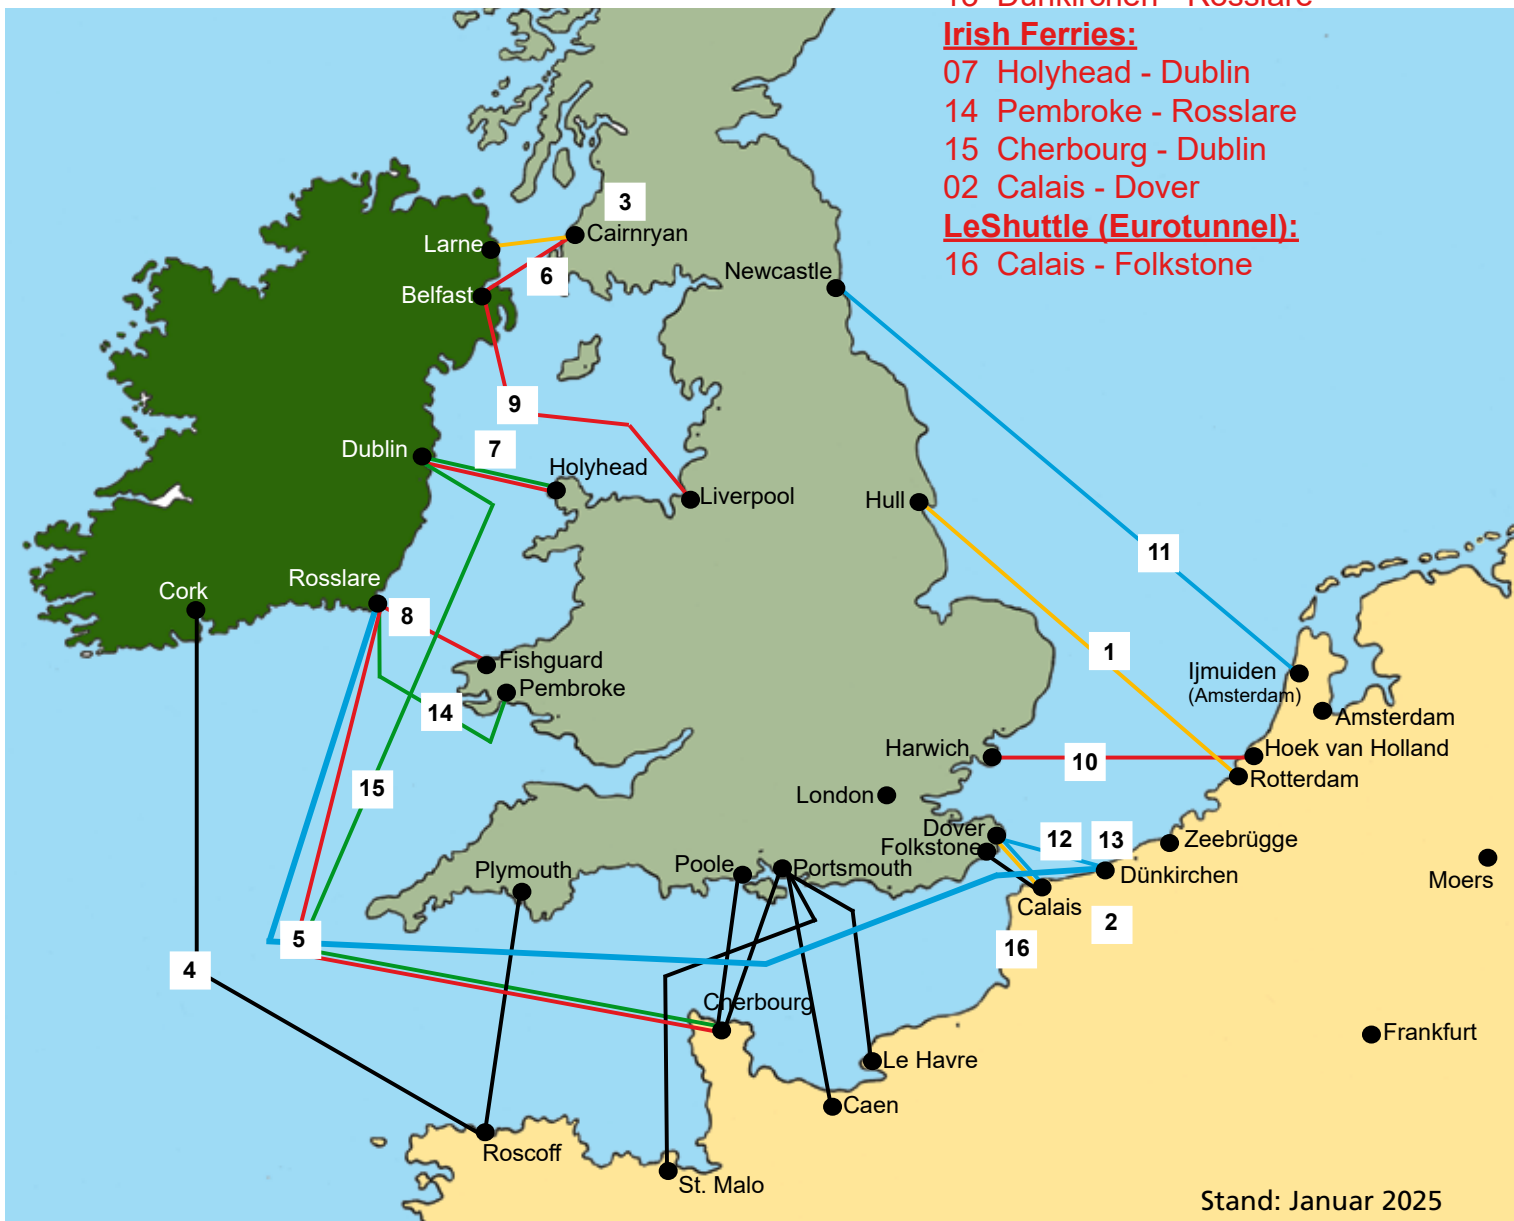 Dünkirchen - Rosslare
Irish Ferries:
07 Holyhead - Dublin
14 Pembroke - Rosslare
15 Cherbourg - Dublin
02 Calais - Dover
LeShuttle (Eurotunnel):
16 Calais - Folkstone
3
Larne
Cairnryan
6
Newcastle
Belfast
9
7
Dublin
Holyhead
Liverpool
Hull
11
Rosslare
Cork
8
Fishguard
1
Ijmuiden
(Amsterdam)
Pembroke
14
Amsterdam
Harwich
10
Hoek van Holland
Rotterdam
15
London
Dover
12
13
Zeebrügge
Folkstone
Plymouth
Poole
Portsmouth
Dünkirchen
Moers
Calais
2
5
16
4
Cherbourg
Frankfurt
Le Havre
Caen
Roscoff
St. Malo
Stand: Januar 2025